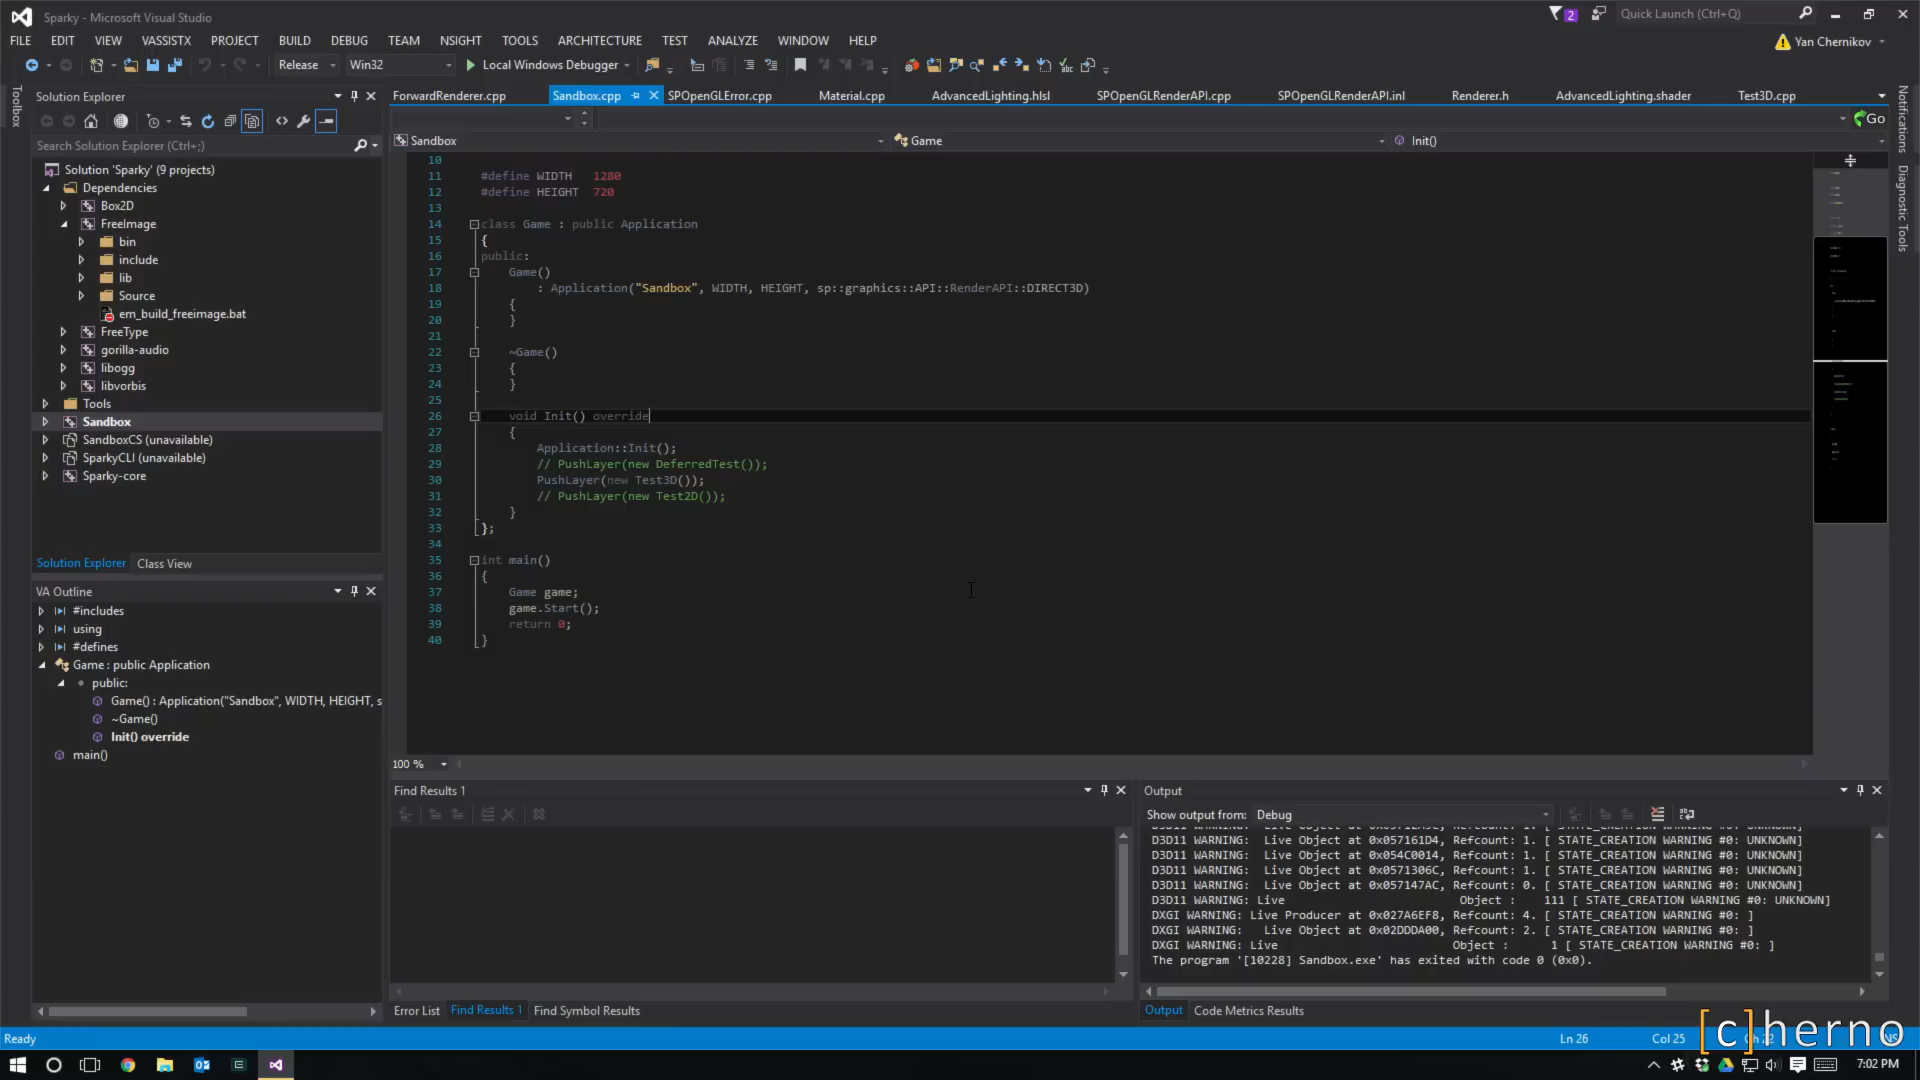 Sparky - Microsoft Visual Studio
2
Quick Launch (Ctrl+Q)
FILE EDIT VIEW VASSISTX PROJECT BUILD DEBUG TEAM NSIGHT TOOLS ARCHITECTURE TEST ANALYZE WINDOW HELP
Yan Chernikov
Release Win32 Local Windows Debugger
Toolbox
Solution Explorer
Search Solution Explorer (Ctrl+;)
Solution 'Sparky' (9 projects)
Dependencies
Box2D
FreeImage
bin
include
lib
Source
em_build_freeimage.bat
FreeType
gorilla-audio
libogg
libvorbis
Tools
Sandbox
SandboxCS (unavailable)
SparkyCLI (unavailable)
Sparky-core
Solution Explorer Class View
VA Outline
#includes
using
#defines
Game : public Application
public:
Game() : Application("Sandbox", WIDTH, HEIGHT, s
~Game()
Init() override
main()
ForwardRenderer.cpp Sandbox.cpp SPOpenGLError.cpp Material.cpp AdvancedLighting.hlsl SPOpenGLRenderAPI.cpp SPOpenGLRenderAPI.inl Renderer.h AdvancedLighting.shader Test3D.cpp
Go
Sandbox Game Init()
10
11 #define WIDTH 1280
12 #define HEIGHT 720
13
14 class Game : public Application
15 {
16 public:
17 Game()
18 : Application("Sandbox", WIDTH, HEIGHT, sp::graphics::API::RenderAPI::DIRECT3D)
19 {
20 }
21
22 ~Game()
23 {
24 }
25
26 void Init() override
27 {
28 Application::Init();
29 // PushLayer(new DeferredTest());
30 PushLayer(new Test3D());
31 // PushLayer(new Test2D());
32 }
33 };
34
35 int main()
36 {
37 Game game;
38 game.Start();
39 return 0;
40 }
100 %
Notifications
Diagnostic Tools
Find Results 1
Error List Find Results 1 Find Symbol Results
Output
Show output from: Debug
D3D11 WARNING: Live Object at 0x057161D4, Refcount: 1. [ STATE_CREATION WARNING #0: UNKNOWN]
D3D11 WARNING: Live Object at 0x054C0014, Refcount: 1. [ STATE_CREATION WARNING #0: UNKNOWN]
D3D11 WARNING: Live Object at 0x0571306C, Refcount: 1. [ STATE_CREATION WARNING #0: UNKNOWN]
D3D11 WARNING: Live Object at 0x057147AC, Refcount: 0. [ STATE_CREATION WARNING #0: UNKNOWN]
D3D11 WARNING: Live Object : 111 [ STATE_CREATION WARNING #0: UNKNOWN]
DXGI WARNING: Live Producer at 0x027A6EF8, Refcount: 4. [ STATE_CREATION WARNING #0: ]
DXGI WARNING: Live Object at 0x02DDDA00, Refcount: 2. [ STATE_CREATION WARNING #0: ]
DXGI WARNING: Live Object : 1 [ STATE_CREATION WARNING #0: ]
The program '[10228] Sandbox.exe' has exited with code 0 (0x0).
Output Code Metrics Results
Ready Ln 26 Col 25
[c]herno
7:02 PM